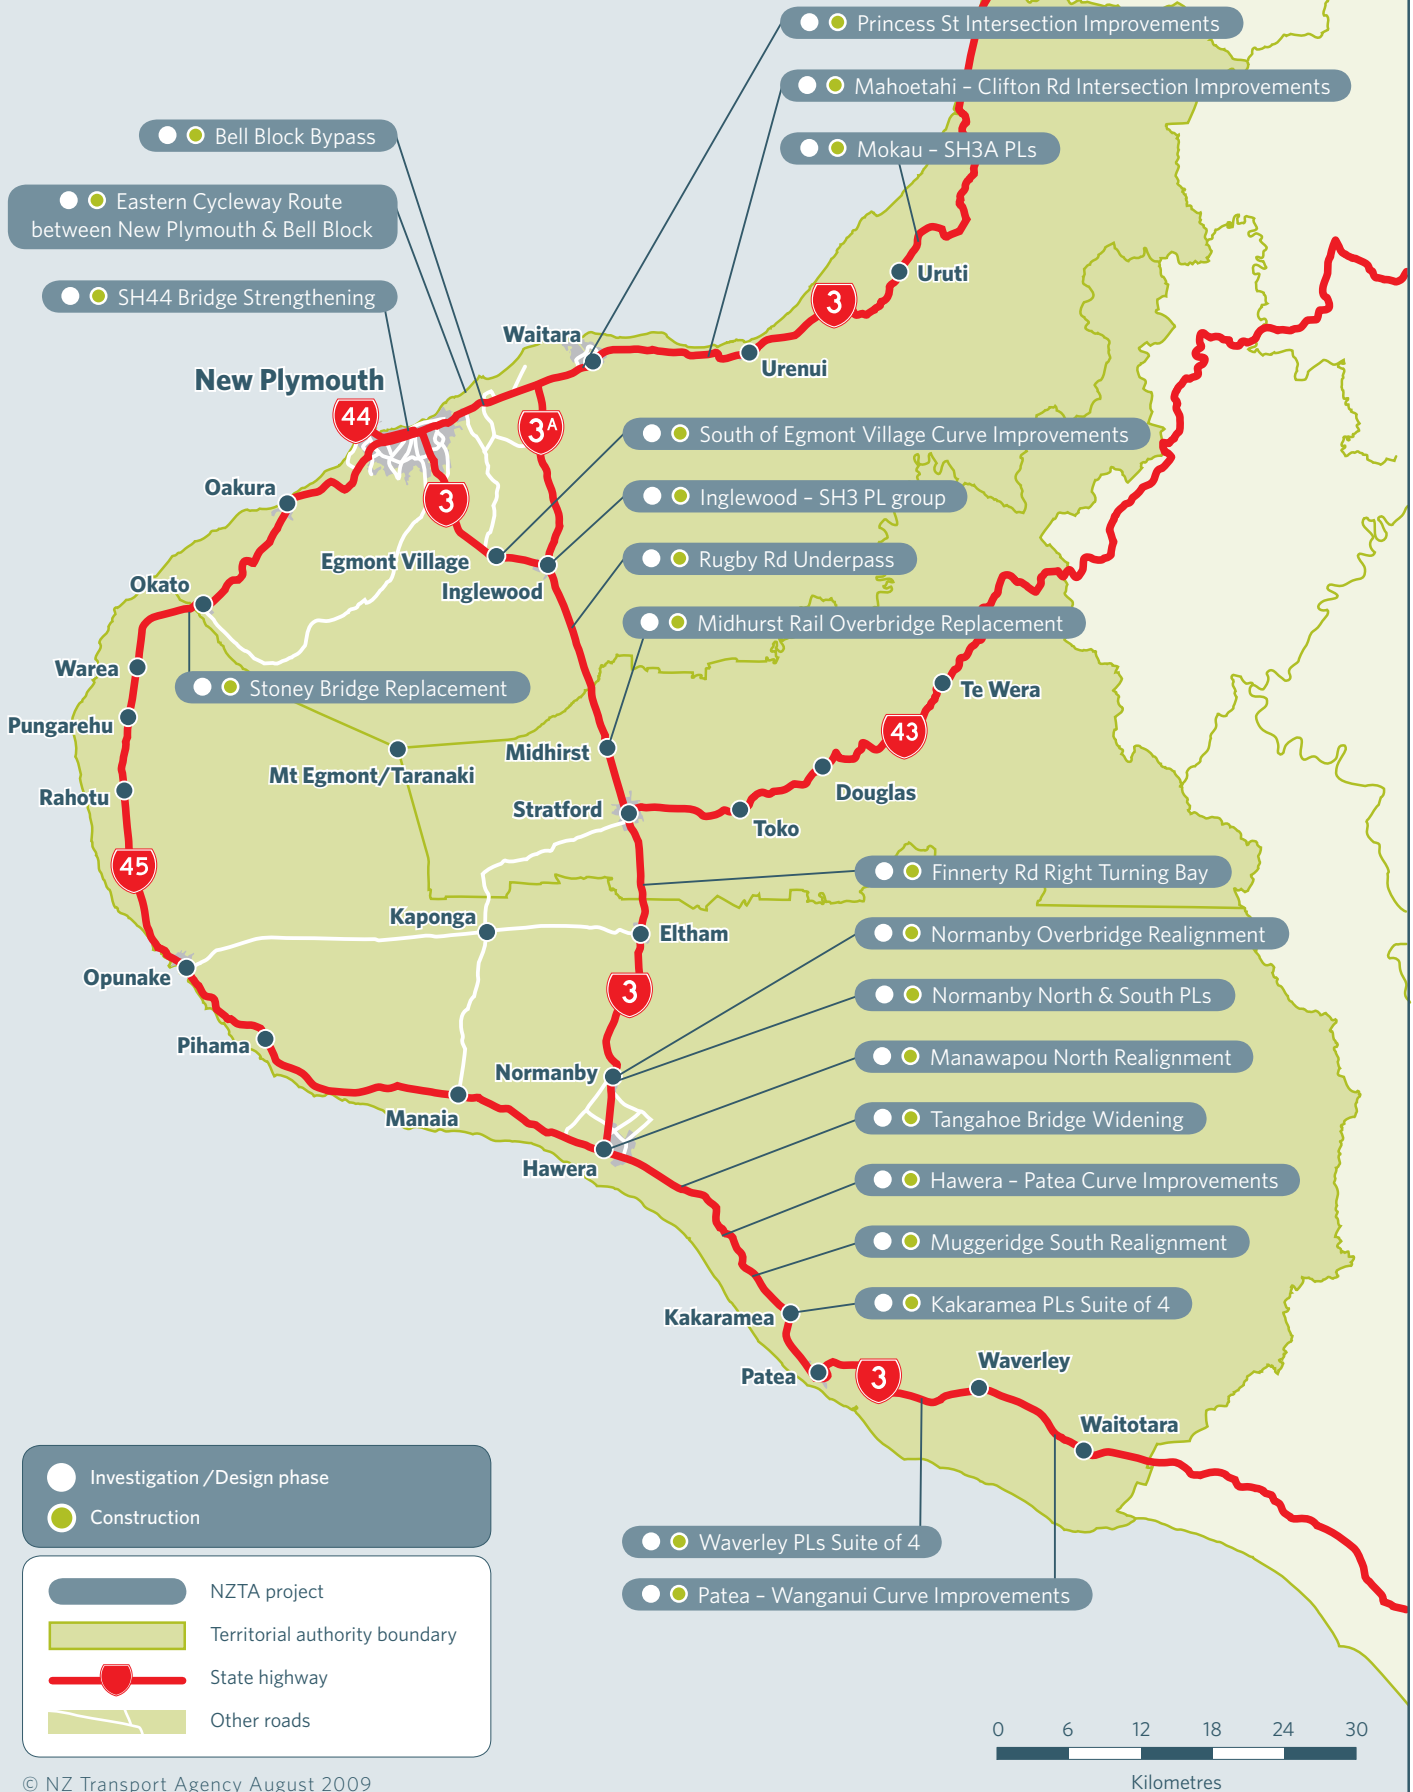 Princess St Intersection Improvements
Mahoetahi – Clifton Rd Intersection Improvements
Bell Block Bypass
Mokau – SH3A PLs
Eastern Cycleway Route
between New Plymouth & Bell Block
Uruti
SH44 Bridge Strengthening
3
Waitara
Urenui
New Plymouth
44
3A
South of Egmont Village Curve Improvements
Oakura
3
Inglewood – SH3 PL group
Egmont Village
Rugby Rd Underpass
Okato
Inglewood
Midhurst Rail Overbridge Replacement
Warea
Stoney Bridge Replacement
Te Wera
Pungarehu
43
Midhirst
Mt Egmont/Taranaki
Rahotu
Douglas
Stratford
Toko
45
Finnerty Rd Right Turning Bay
Kaponga
Eltham
Normanby Overbridge Realignment
Opunake
3
Normanby North & South PLs
Pihama
Manawapou North Realignment
Normanby
Manaia
Tangahoe Bridge Widening
Hawera
Hawera – Patea Curve Improvements
Muggeridge South Realignment
Kakaramea
Kakaramea PLs Suite of 4
Waverley
Patea
3
Waitotara
Investigation /Design phase
Construction
Waverley PLs Suite of 4
Patea – Wanganui Curve Improvements
NZTA project
Territorial authority boundary
State highway
Other roads
0 6 12 18 24 30
Kilometres
© NZ Transport Agency August 2009